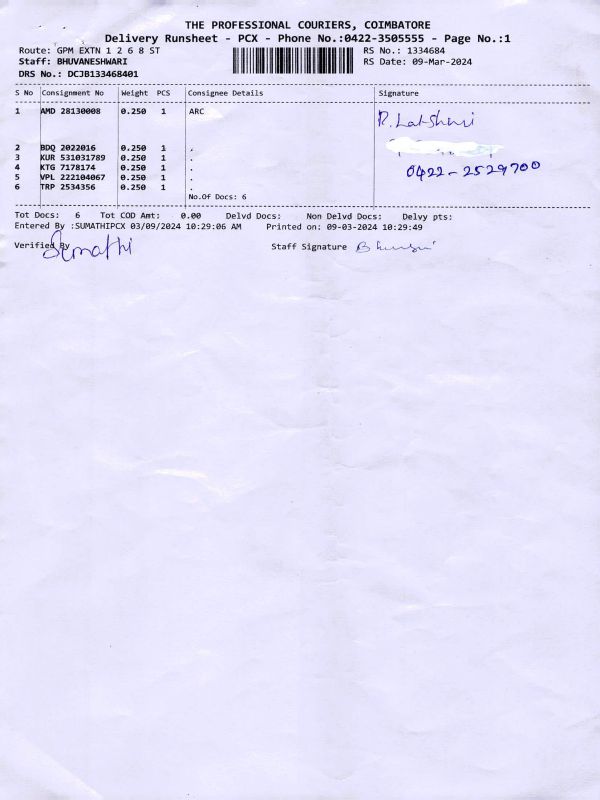 THE PROFESSIONAL COURIERS, COIMBATORE
Delivery Runsheet - PCX - Phone No.:0422-3505555 - Page No.:1
Route: GPM EXTN 1 2 6 8 ST
RS No.: 1334684
Staff: BHUVANESHWARI
RS Date: 09-Mar-2024
DRS No.: DCJB133468401
S No Consignment No Weight PCS Consignee Details Signature
1 AMD 28130008 0.250 1 ARC
R. Lakshmi
2 BDQ 2022016 0.250 1 .
3 KUR 531031789 0.250 1 .
4 KTG 7178174 0.250 1 .
0422-2529700
5 VPL 222104067 0.250 1 .
6 TRP 2534356 0.250 1 .
No.Of Docs: 6
Tot Docs: 6 Tot COD Amt: 0.00 Delvd Docs: Non Delvd Docs: Delvy pts:
Entered By :SUMATHIPCX 03/09/2024 10:29:06 AM Printed on: 09-03-2024 10:29:49
Verified By Sumathi Staff Signature